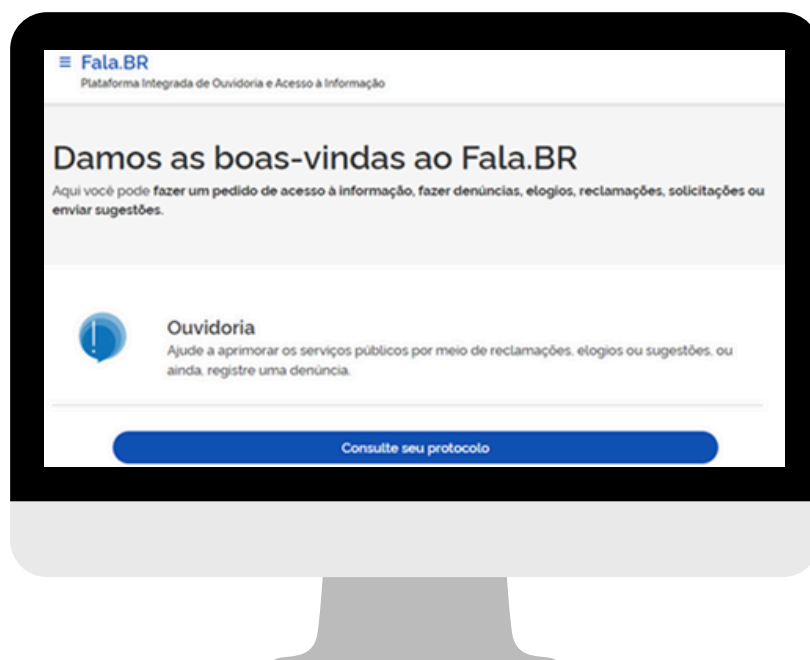 Fala.BR
Plataforma Integrada de Ouvidoria e Acesso à Informação
Damos as boas-vindas ao Fala.BR
Aqui você pode fazer um pedido de acesso à informação, fazer denúncias, elogios, reclamações, solicitações ou
enviar sugestões.
Ouvidoria
Ajude a aprimorar os serviços públicos por meio de reclamações, elogios ou sugestões, ou
ainda, registre uma denúncia.
Consulte seu protocolo